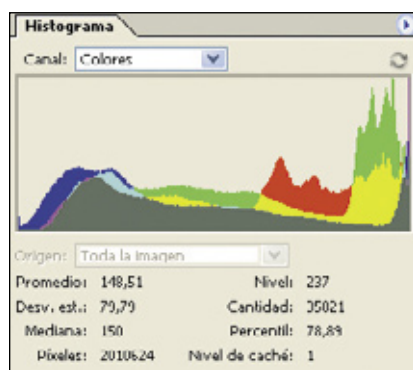 Histograma
Canal: Colores
Origen: Toda la imagen
Promedio: 148,51 Nivel: 237
Desv. est.: 79,79 Cantidad: 35021
Mediana: 150 Percentil: 78,89
Píxeles: 2010624 Nivel de caché: 1